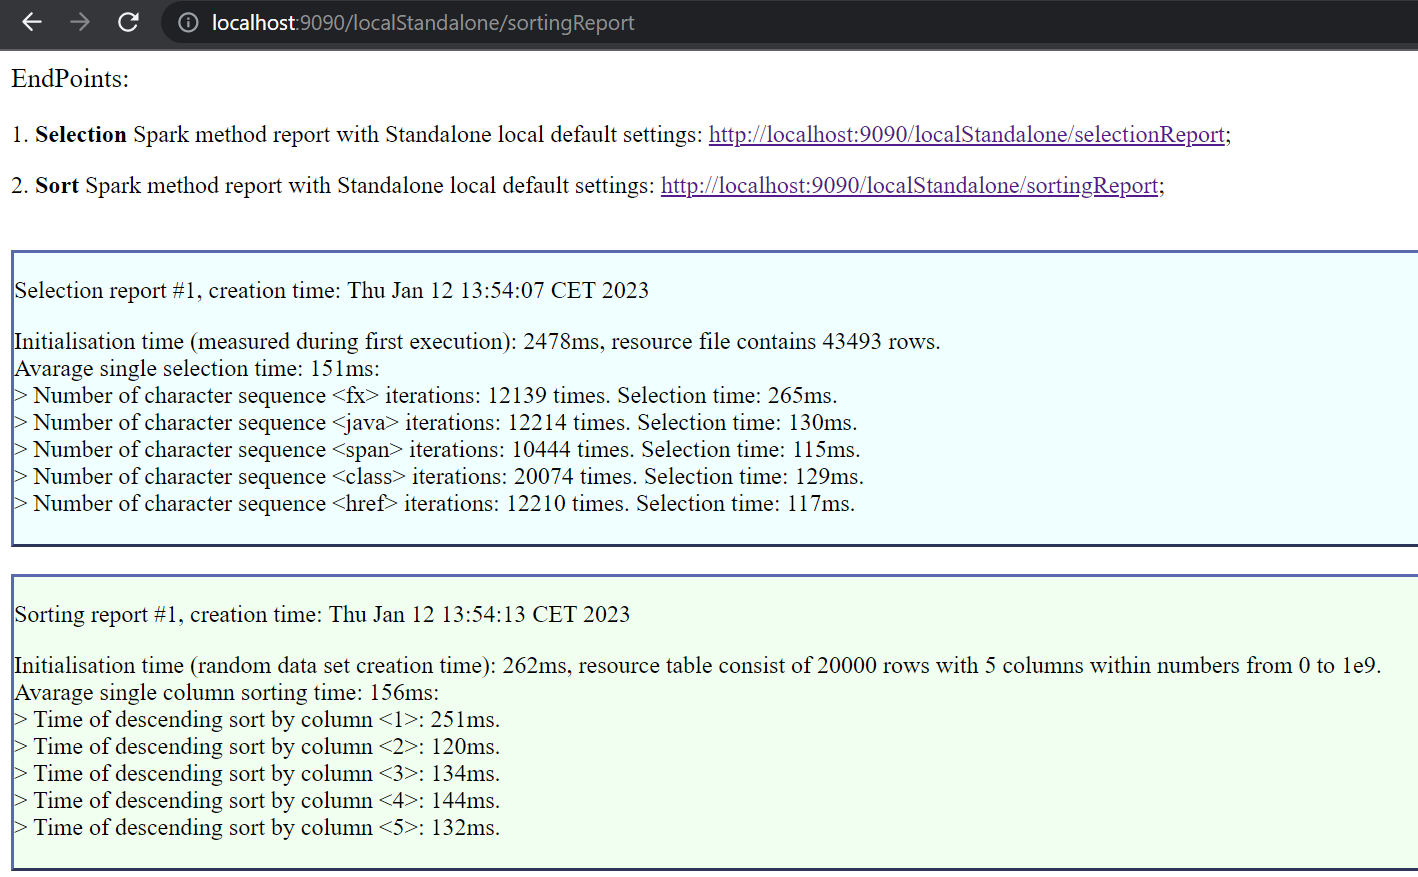 localhost:9090/localStandalone/sortingReport
EndPoints:
1. Selection Spark method report with Standalone local default settings: http://localhost:9090/localStandalone/selectionReport;
2. Sort Spark method report with Standalone local default settings: http://localhost:9090/localStandalone/sortingReport;
Selection report #1, creation time: Thu Jan 12 13:54:07 CET 2023
Initialisation time (measured during first execution): 2478ms, resource file contains 43493 rows.
Avarage single selection time: 151ms:
> Number of character sequence <fx> iterations: 12139 times. Selection time: 265ms.
> Number of character sequence <java> iterations: 12214 times. Selection time: 130ms.
> Number of character sequence <span> iterations: 10444 times. Selection time: 115ms.
> Number of character sequence <class> iterations: 20074 times. Selection time: 129ms.
> Number of character sequence <href> iterations: 12210 times. Selection time: 117ms.
Sorting report #1, creation time: Thu Jan 12 13:54:13 CET 2023
Initialisation time (random data set creation time): 262ms, resource table consist of 20000 rows with 5 columns within numbers from 0 to 1e9.
Avarage single column sorting time: 156ms:
> Time of descending sort by column <1>: 251ms.
> Time of descending sort by column <2>: 120ms.
> Time of descending sort by column <3>: 134ms.
> Time of descending sort by column <4>: 144ms.
> Time of descending sort by column <5>: 132ms.